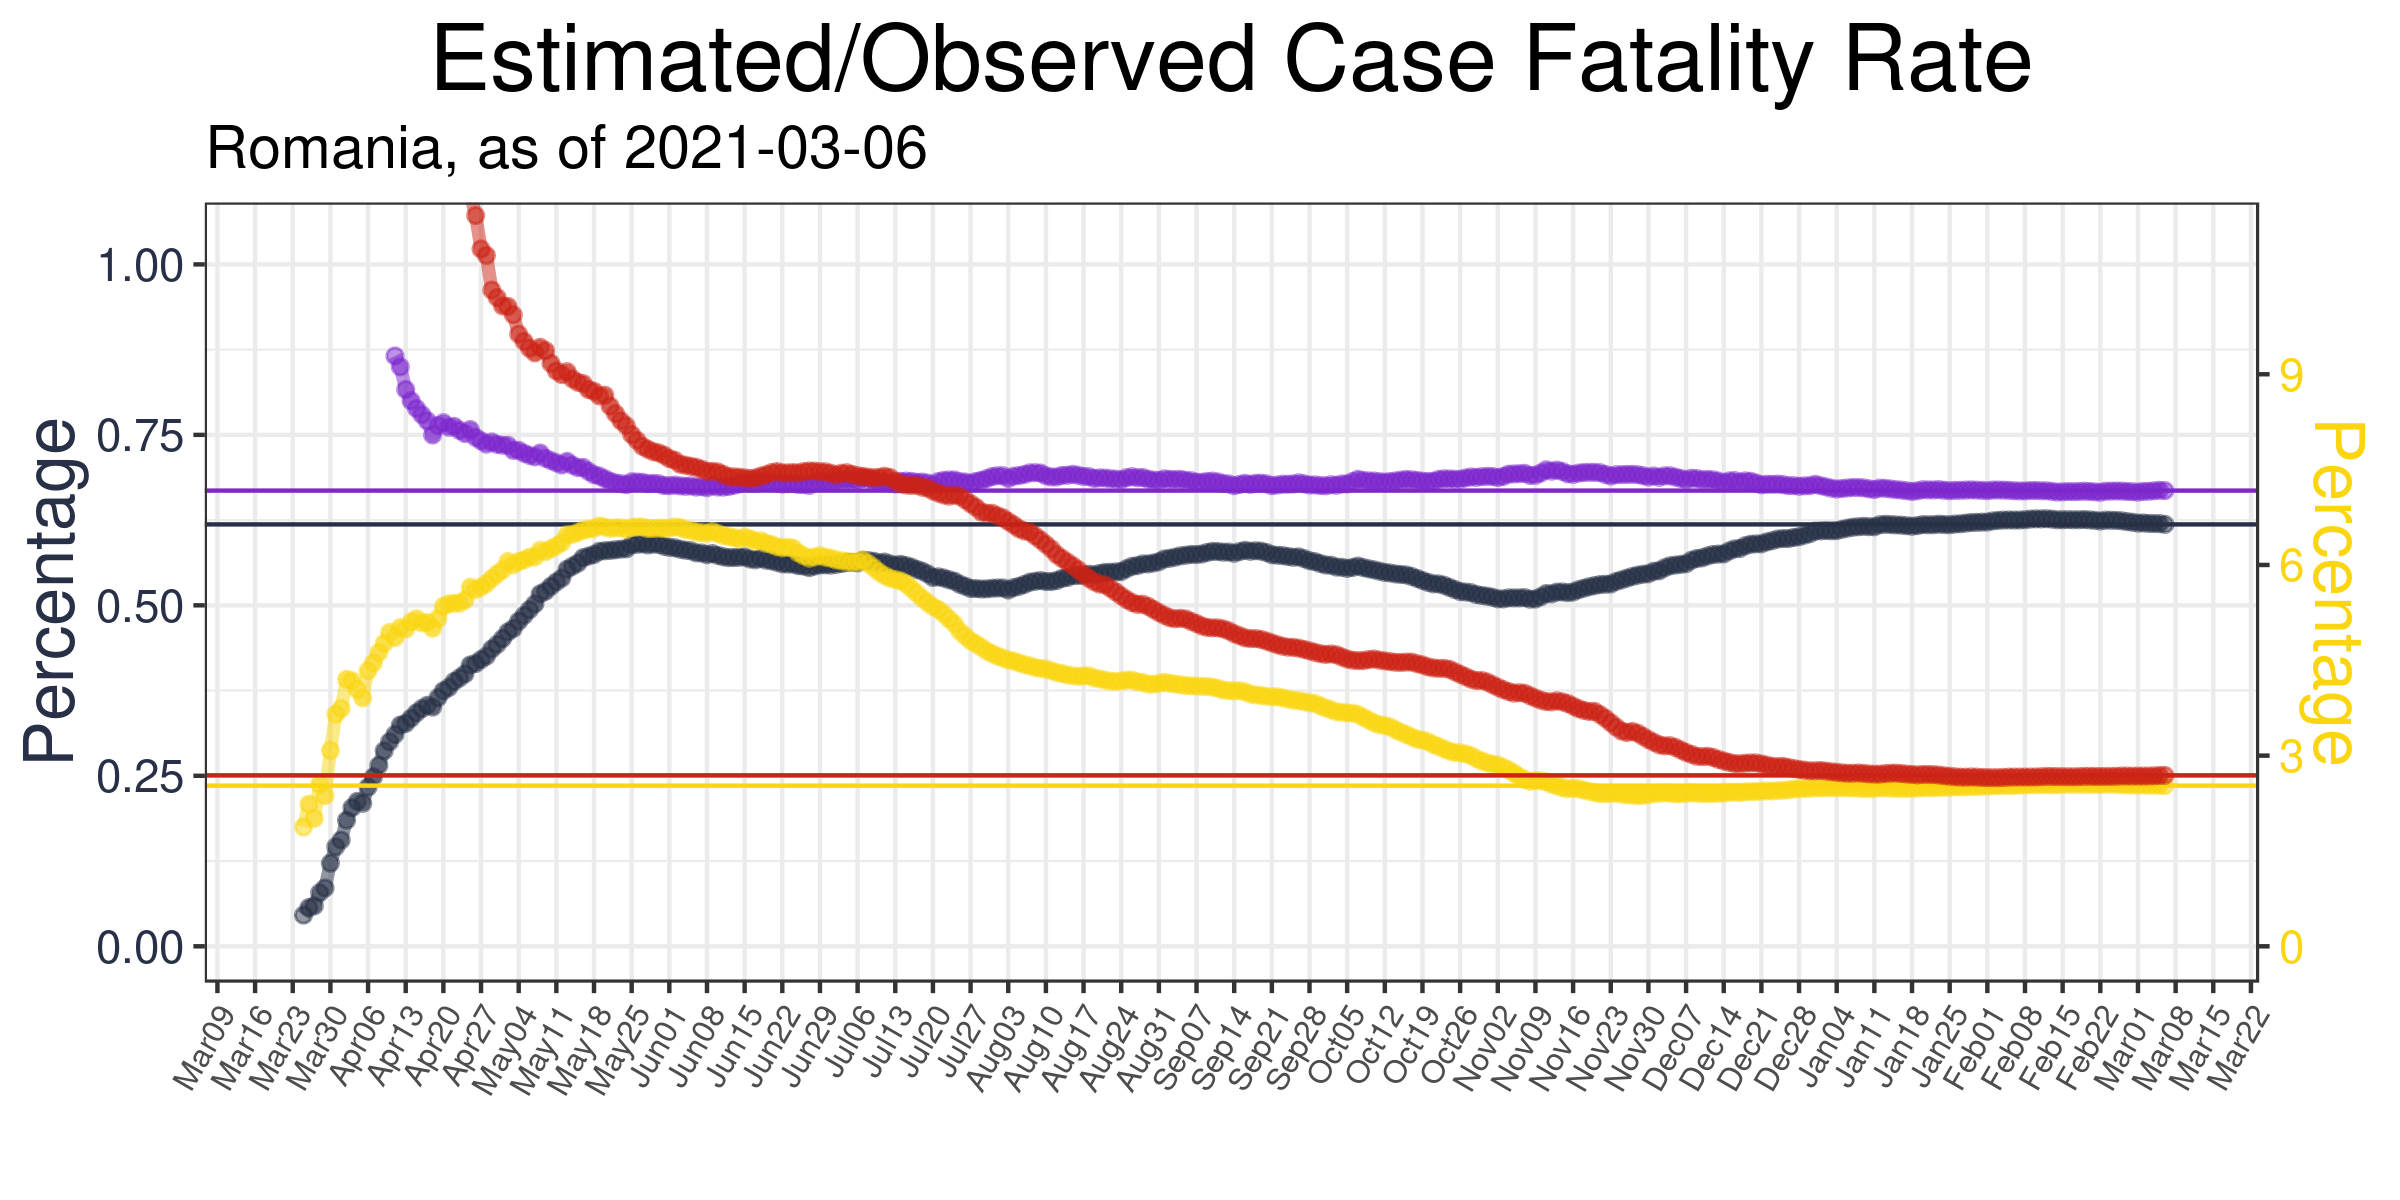 Estimated/Observed Case Fatality Rate
Romania, as of 2021-03-06
Percentage
1.00
0.75
0.50
0.25
0.00
9
6
3
0
Percentage
Mar09 Mar16 Mar23 Mar30 Apr06 Apr13 Apr20 Apr27 May04 May11 May18 May25 Jun01 Jun08 Jun15 Jun22 Jun29 Jul06 Jul13 Jul20 Jul27 Aug03 Aug10 Aug17 Aug24 Aug31 Sep07 Sep14 Sep21 Sep28 Oct05 Oct12 Oct19 Oct26 Nov02 Nov09 Nov16 Nov23 Nov30 Dec07 Dec14 Dec21 Dec28 Jan04 Jan11 Jan18 Jan25 Feb01 Feb08 Feb15 Feb22 Mar01 Mar08 Mar15 Mar22